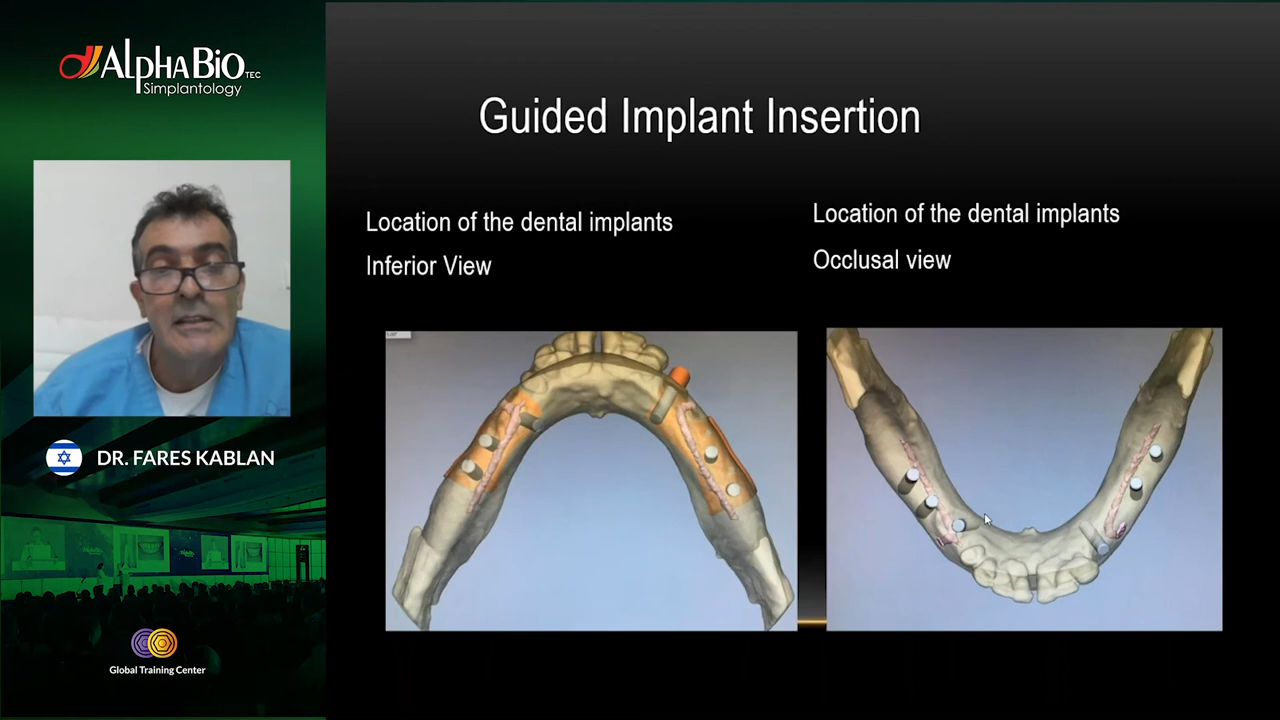 AlphaBio TEC
Simplantology
DR. FARES KABLAN
Global Training Center
Guided Implant Insertion
Location of the dental implants
Inferior View
Location of the dental implants
Occlusal view